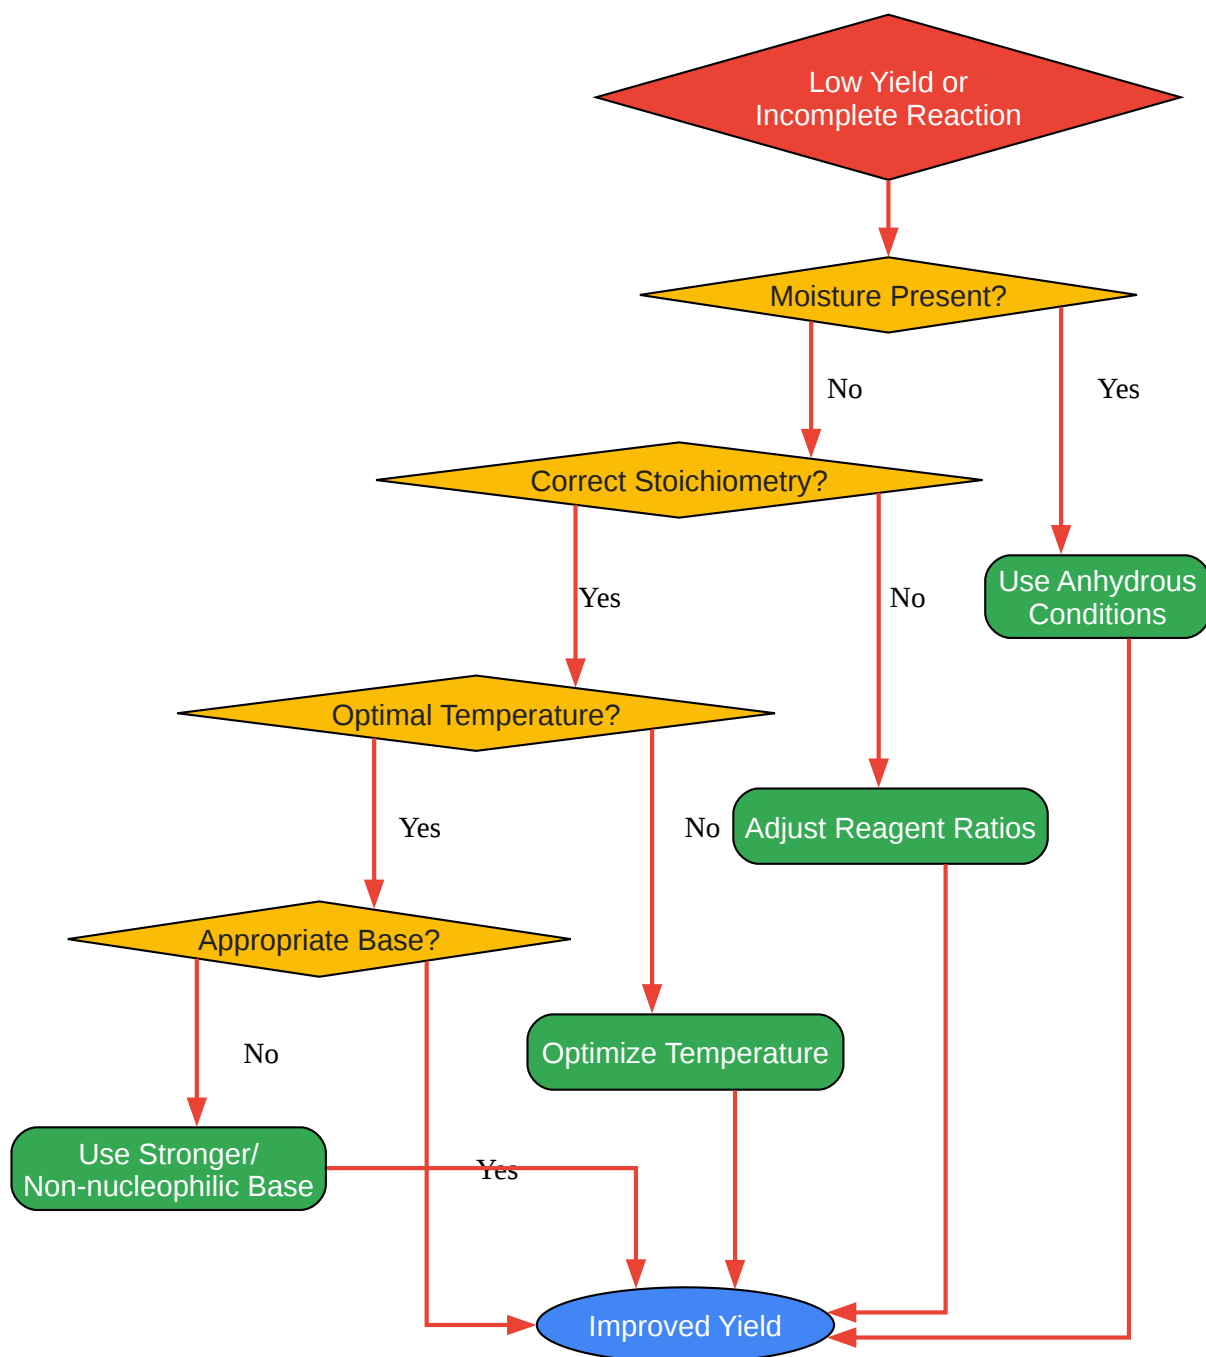 Low Yield or
Incomplete Reaction
Moisture Present?
No
Yes
Correct Stoichiometry?
Use Anhydrous
Conditions
Yes
No
Optimal Temperature?
Yes
No
Adjust Reagent Ratios
Appropriate Base?
No
Optimize Temperature
Use Stronger/
Non-nucleophilic Base
Yes
Improved Yield